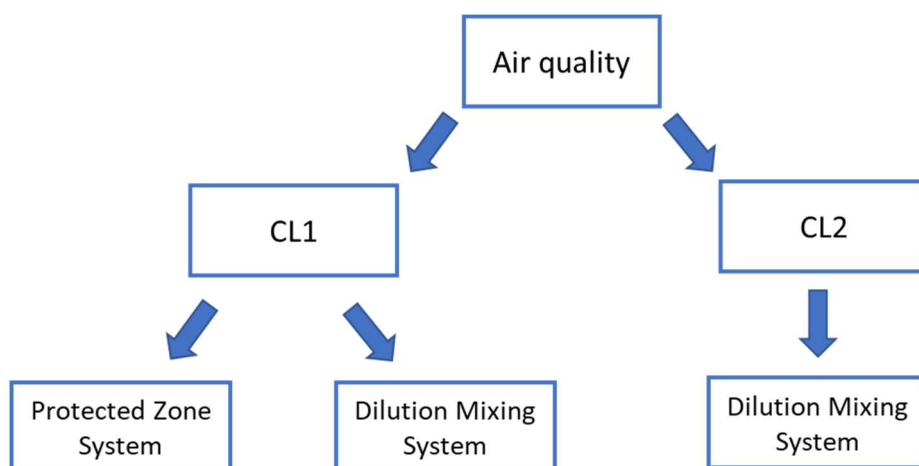 Air quality
CL1
CL2
Protected Zone
System
Dilution Mixing
System
Dilution Mixing
System